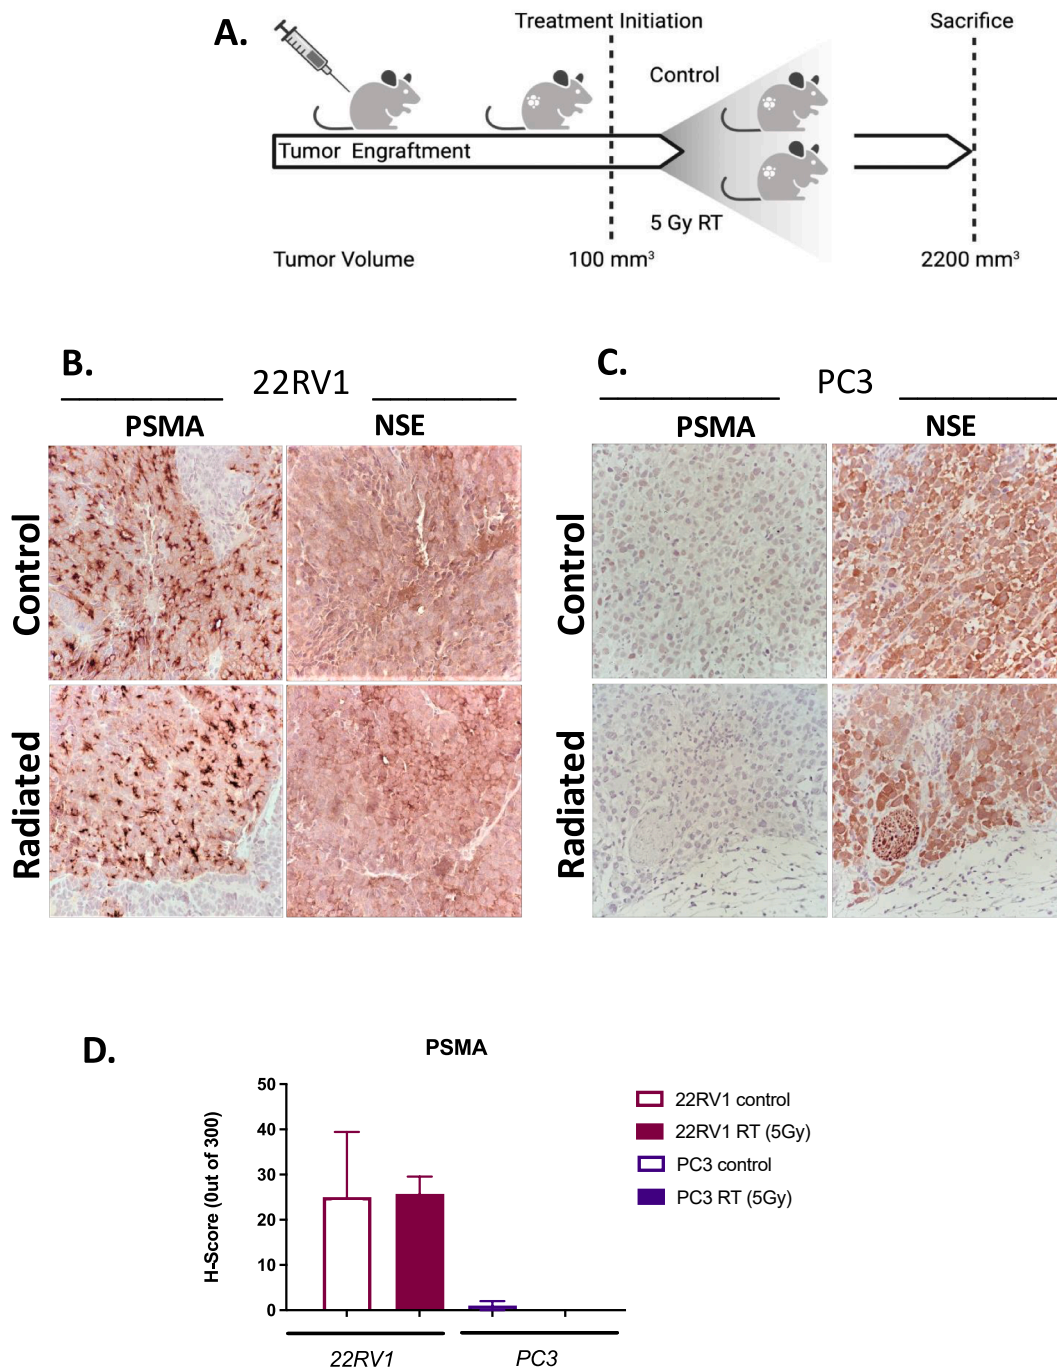 A.
Treatment Initiation
Sacrifice
Control
Tumor Engraftment
5 Gy RT
Tumor Volume
100 mm³
2200 mm³
B.
22RV1
PSMA
NSE
Control
Radiated
C.
PC3
PSMA
NSE
Control
Radiated
D.
PSMA
H-Score (0ut of 300)
50
40
30
20
10
0
22RV1
PC3
22RV1 control
22RV1 RT (5Gy)
PC3 control
PC3 RT (5Gy)